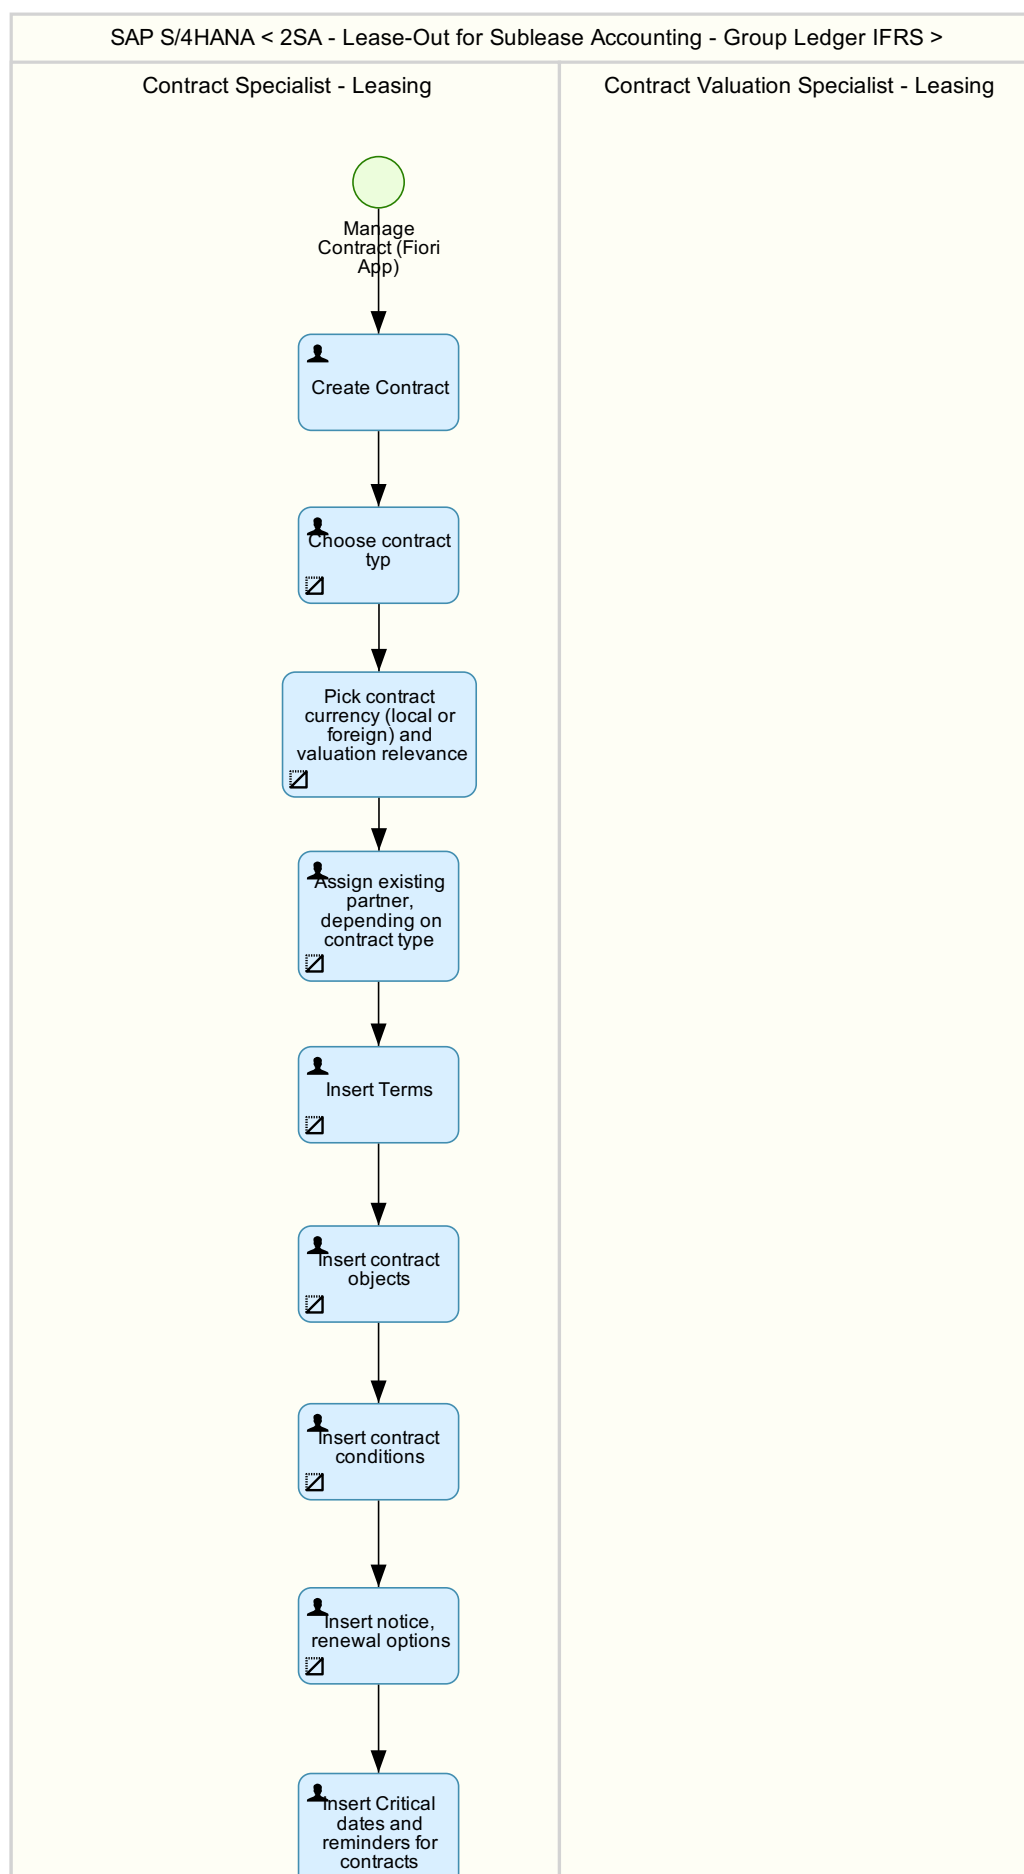 SAP S/4HANA < 2SA - Lease-Out for Sublease Accounting - Group Ledger IFRS >
Contract Specialist - Leasing
Contract Valuation Specialist - Leasing
Manage
Contract (Fiori
App)
Create Contract
Choose contract
typ
Pick contract
currency (local or
foreign) and
valuation relevance
Assign existing
partner,
depending on
contract type
Insert Terms
Insert contract
objects
Insert contract
conditions
Insert notice,
renewal options
Insert Critical
dates and
reminders for
contracts